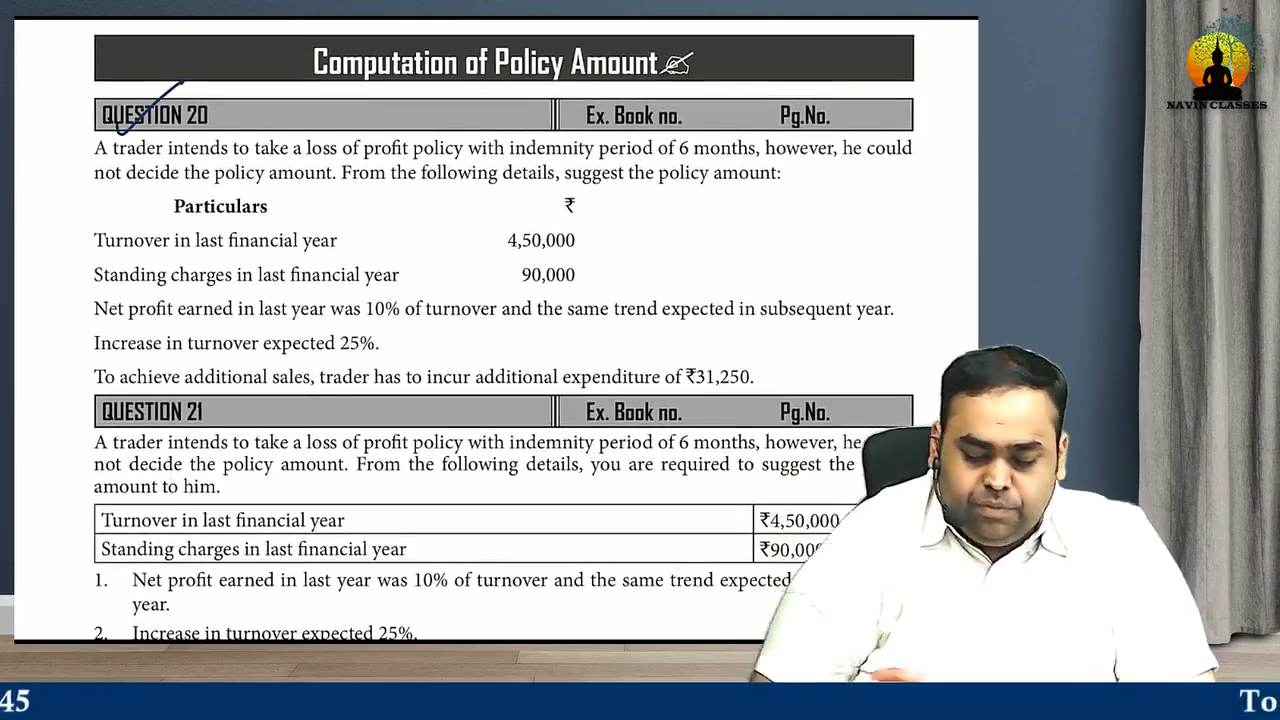 Computation of Policy Amount
NAVIN CLASSES
QUESTION 20 Ex. Book no. Pg.No.
A trader intends to take a loss of profit policy with indemnity period of 6 months, however, he could
not decide the policy amount. From the following details, suggest the policy amount:
Particulars ₹
Turnover in last financial year 4,50,000
Standing charges in last financial year 90,000
Net profit earned in last year was 10% of turnover and the same trend expected in subsequent year.
Increase in turnover expected 25%.
To achieve additional sales, trader has to incur additional expenditure of ₹31,250.
QUESTION 21 Ex. Book no. Pg.No.
A trader intends to take a loss of profit policy with indemnity period of 6 months, however, he
not decide the policy amount. From the following details, you are required to suggest the
amount to him.
Turnover in last financial year ₹4,50,000
Standing charges in last financial year ₹90,000
1. Net profit earned in last year was 10% of turnover and the same trend expected
year.
2. Increase in turnover expected 25%.
45 To